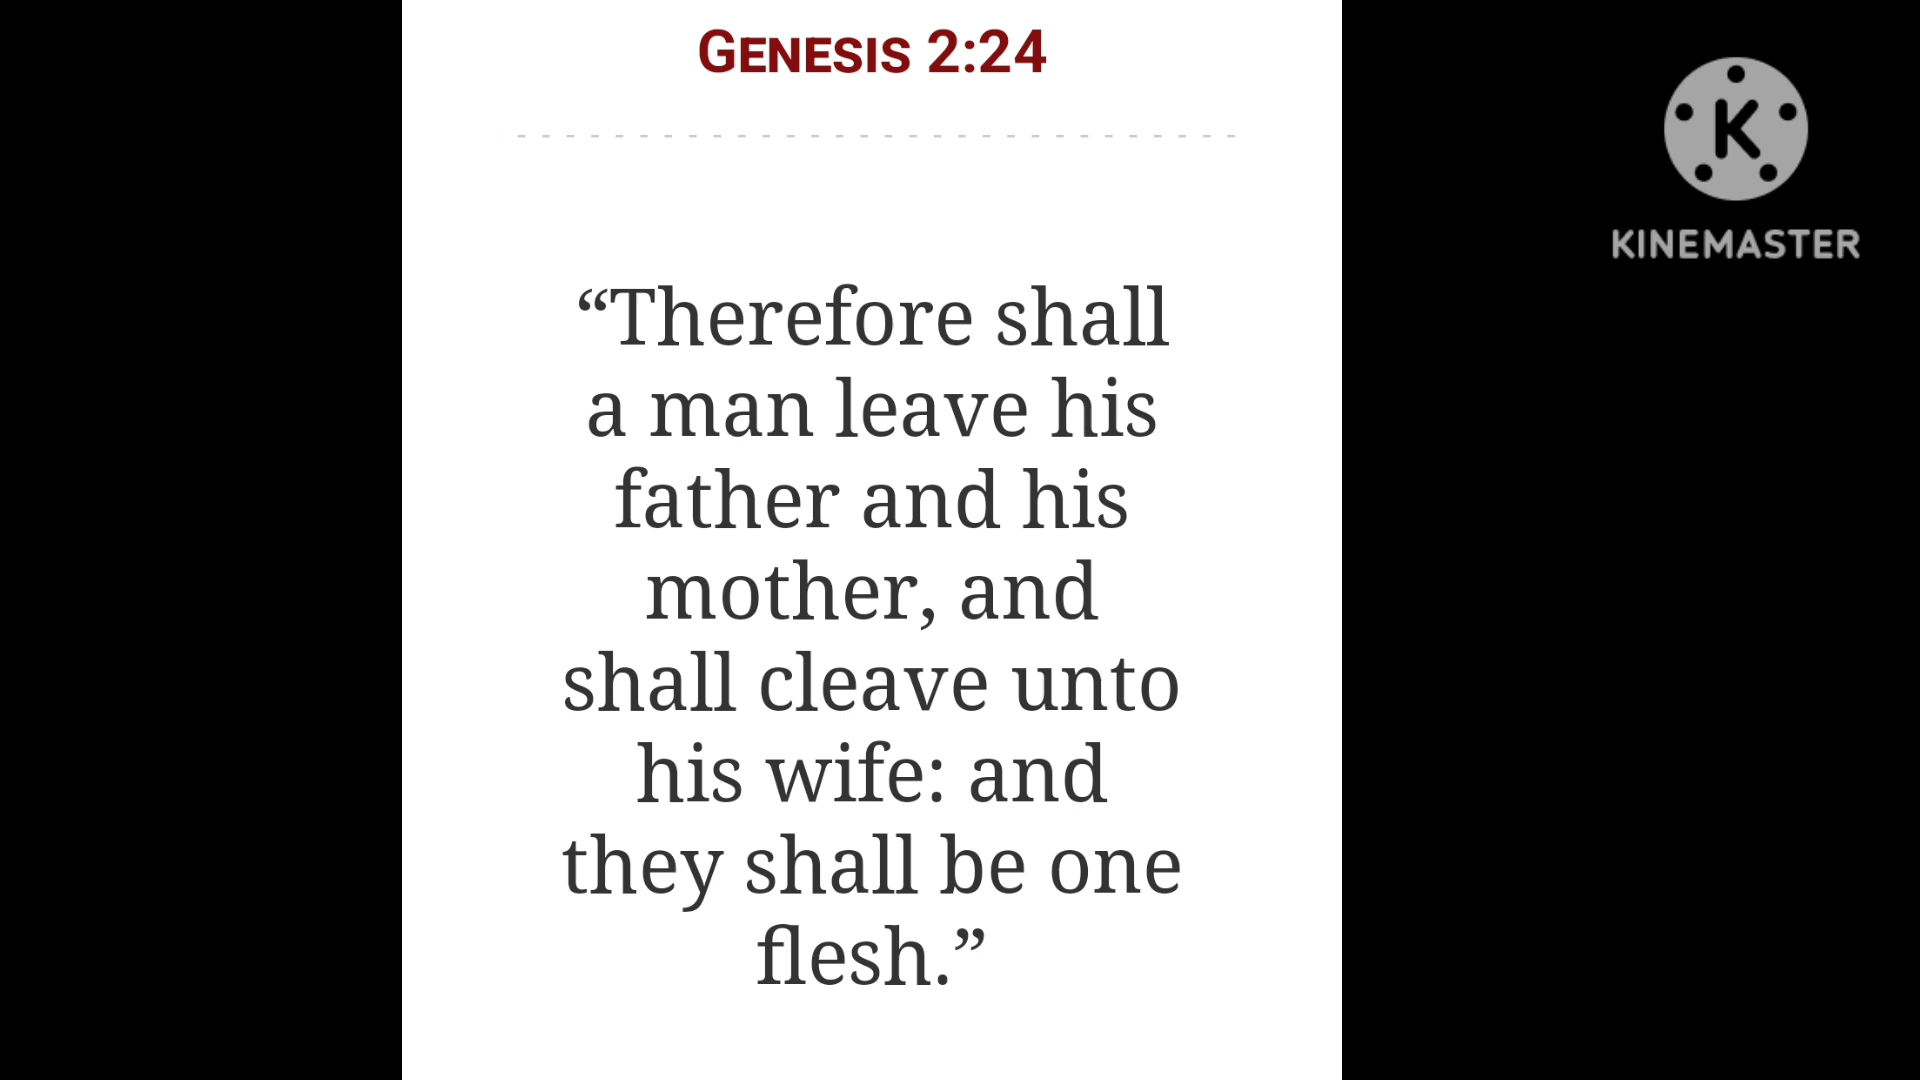 GENESIS 2:24
“Therefore shall
a man leave his
father and his
mother, and
shall cleave unto
his wife: and
they shall be one
flesh.”
K
KINEMASTER